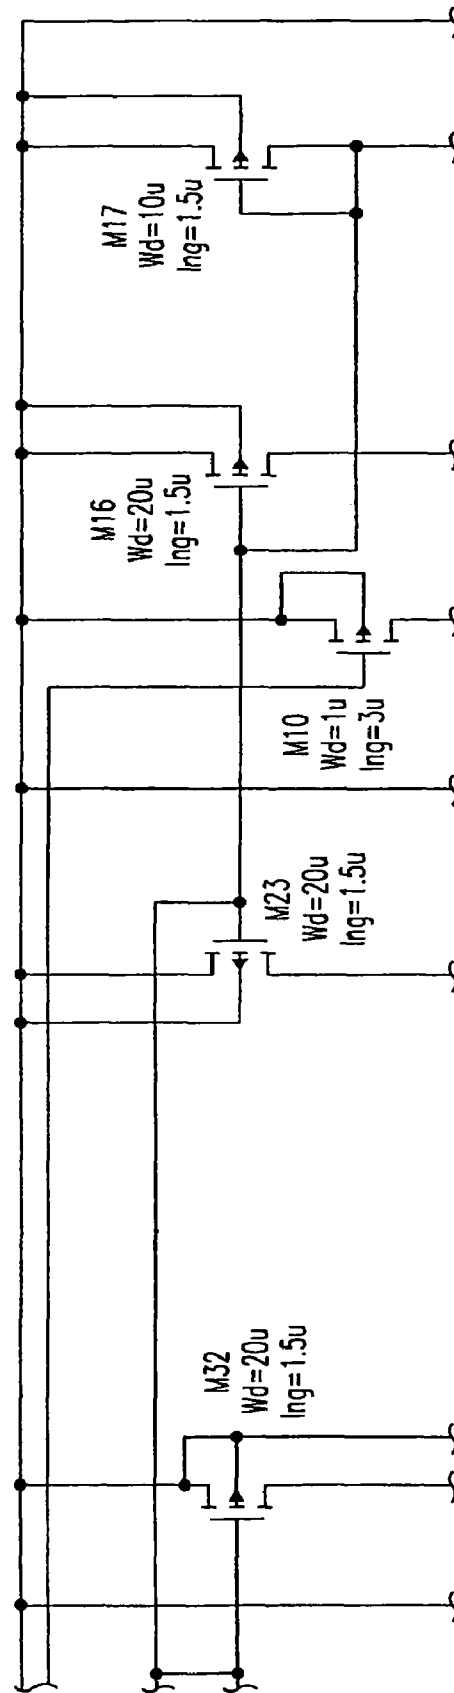 M17
Wd=10u
lng=1.5u
M16
Wd=20u
lng=1.5u
M10
Wd=1u
lng=3u
M23
Wd=20u
lng=1.5u
M32
Wd=20u
lng=1.5u